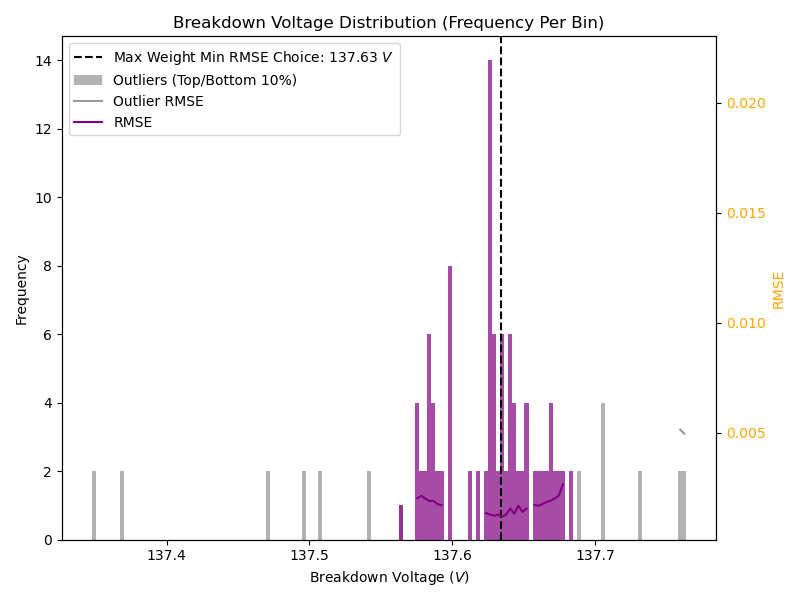 Breakdown Voltage Distribution (Frequency Per Bin)
Max Weight Min RMSE Choice: 137.63 V
Outliers (Top/Bottom 10%)
Outlier RMSE
RMSE
Frequency
14
12
10
8
6
4
2
0
0.020
0.015
0.010
0.005
RMSE
137.4
137.5
137.6
137.7
Breakdown Voltage (V)